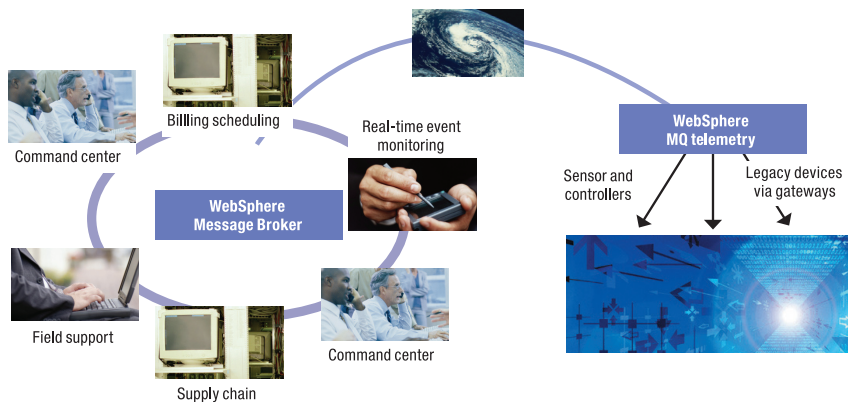 Billling scheduling
Command center
Real-time event
monitoring
WebSphere
Message Broker
Field support
Supply chain
Command center
WebSphere
MQ telemetry
Sensor and
controllers
Legacy devices
via gateways